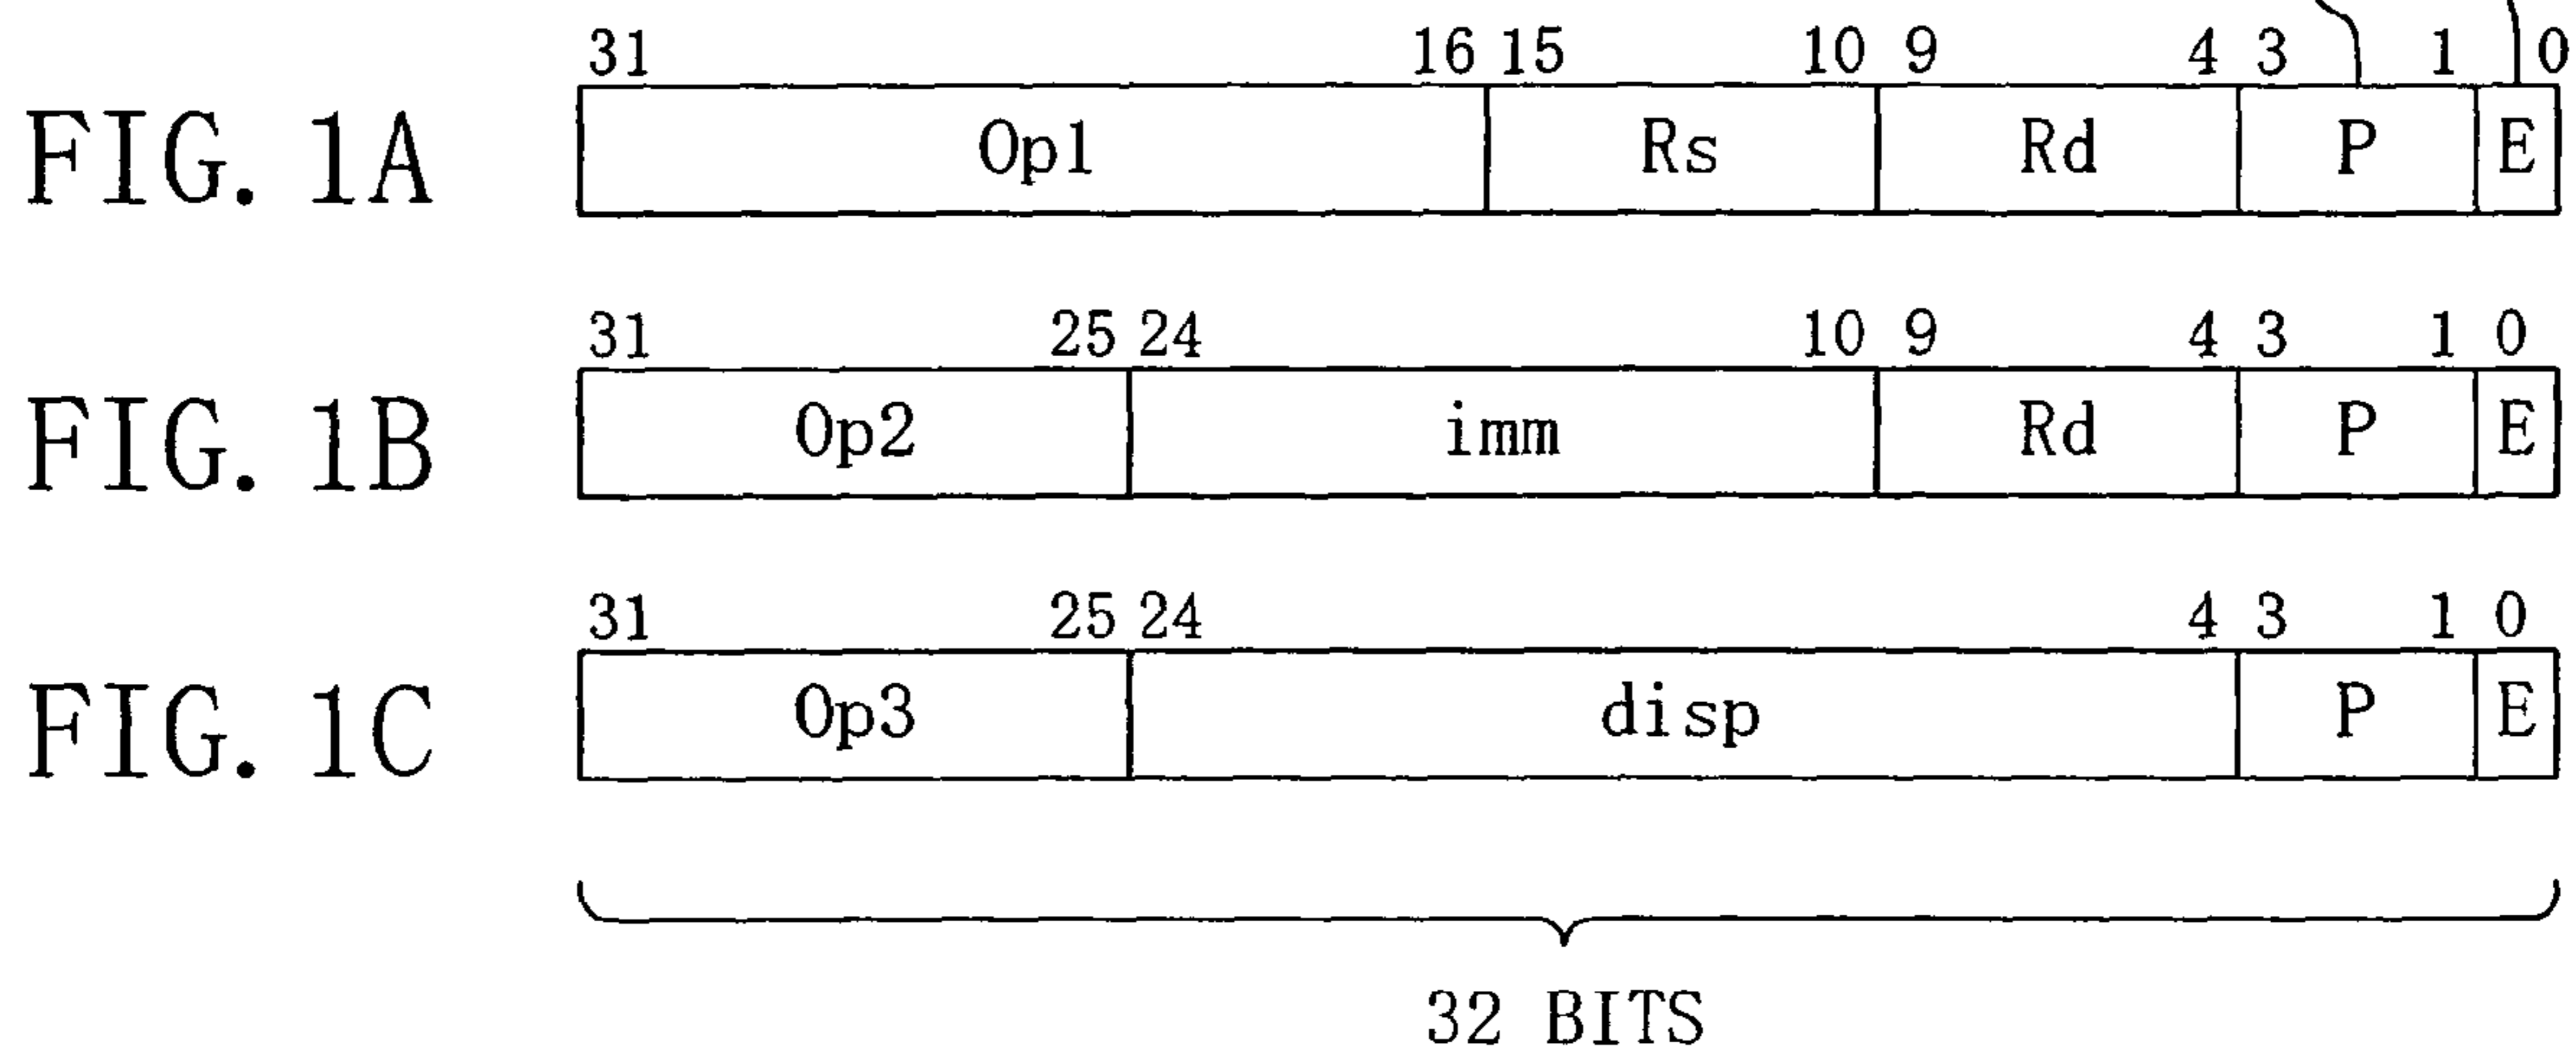 31 16 15 10 9 4 3 1 0
FIG. 1A Op1 Rs Rd P E
31 25 24 10 9 4 3 1 0
FIG. 1B Op2 imm Rd P E
31 25 24 4 3 1 0
FIG. 1C Op3 disp P E
32 BITS